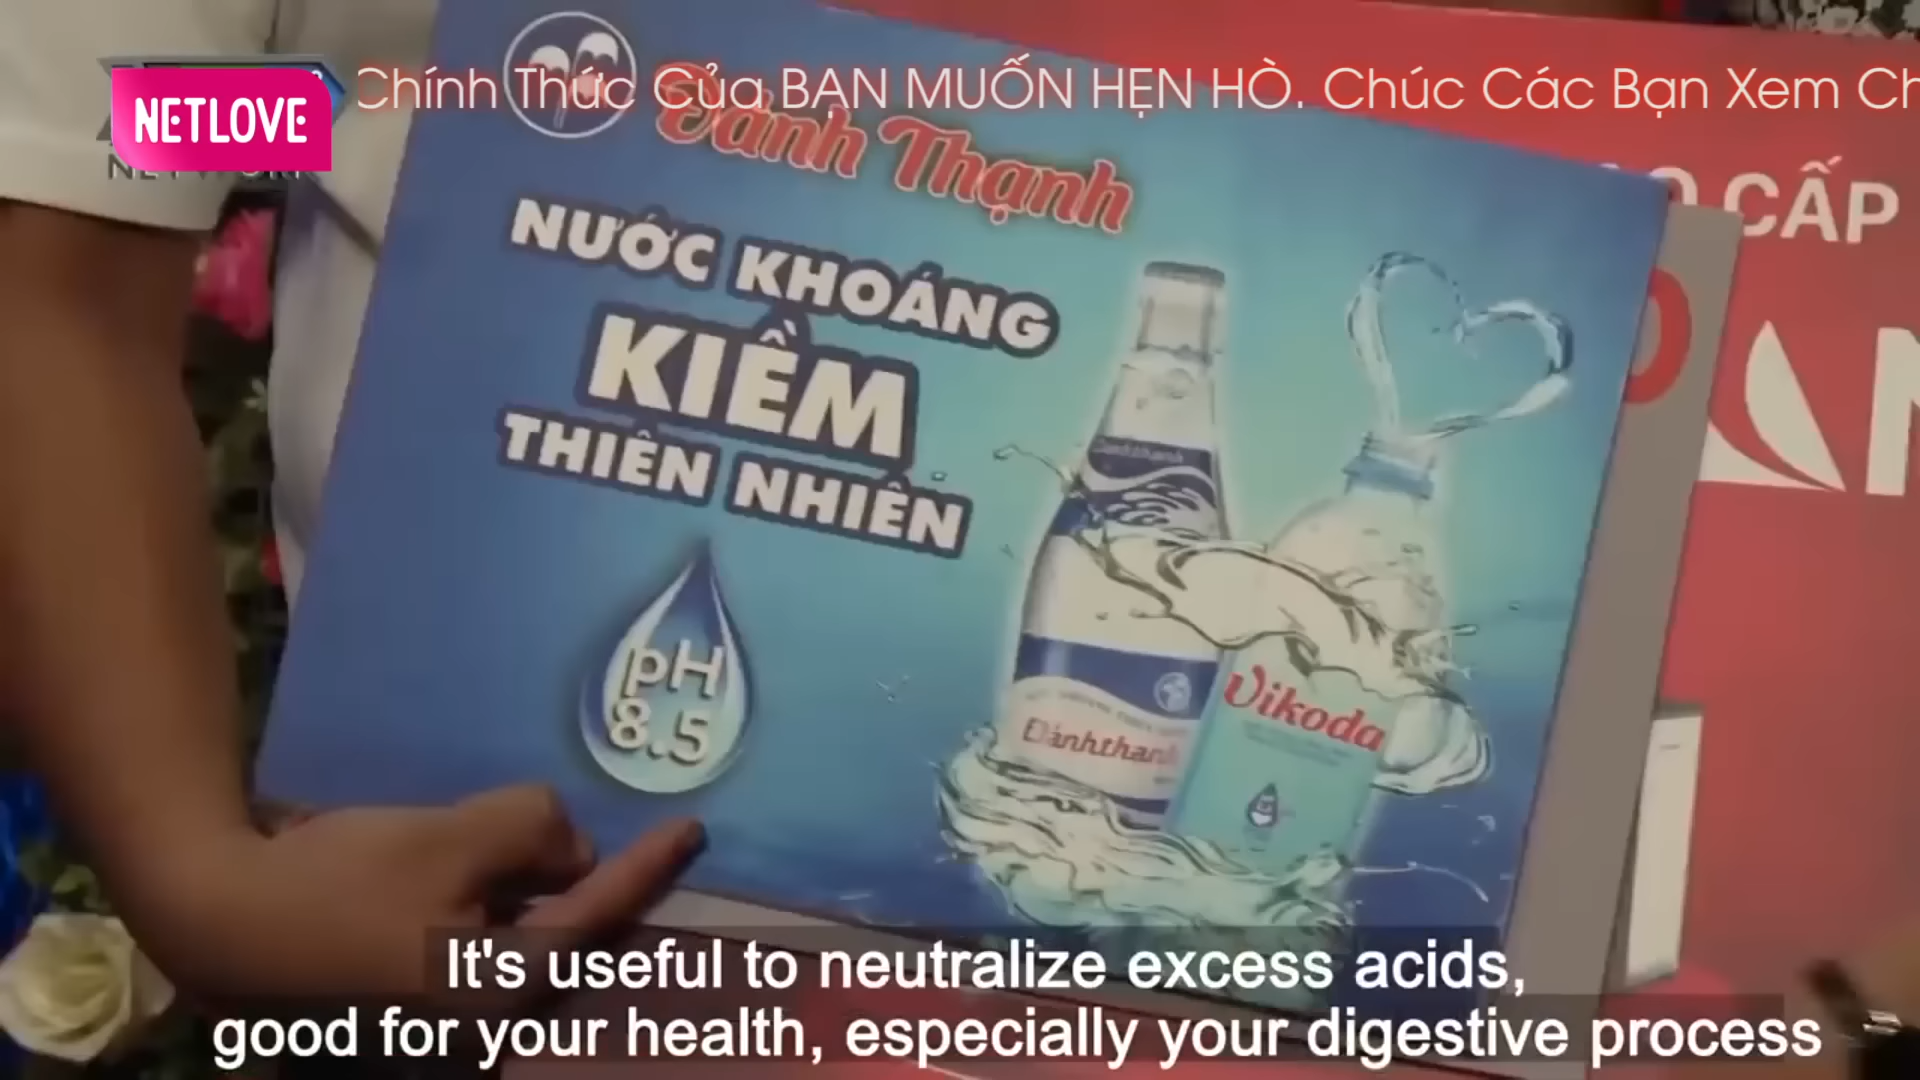 Chính Thức Của BẠN MUỐN HẸN HÒ. Chúc Các Bạn Xem Ch
NETLOVE
Đảnh Thạnh
CẤP
NƯỚC KHOÁNG
KIỀM
THIÊN NHIÊN
pH
8.5
Đảnhthạnh
Vikoda
It's useful to neutralize excess acids,
good for your health, especially your digestive process